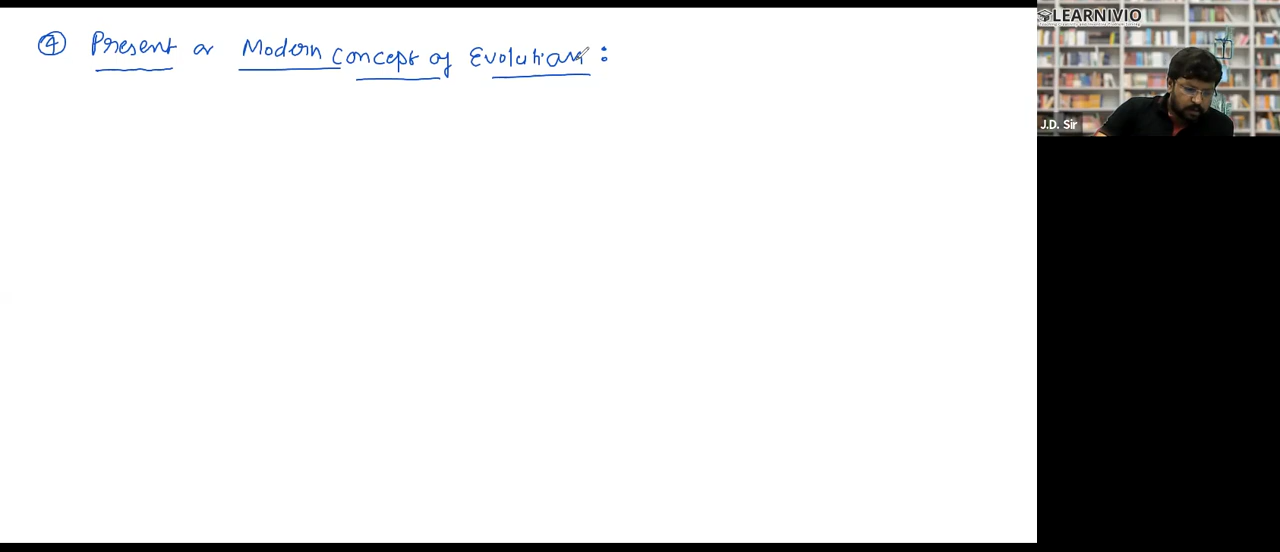 ④ Present or Modern Concept of Evolution :
LEARNIVIO
J.D. Sir